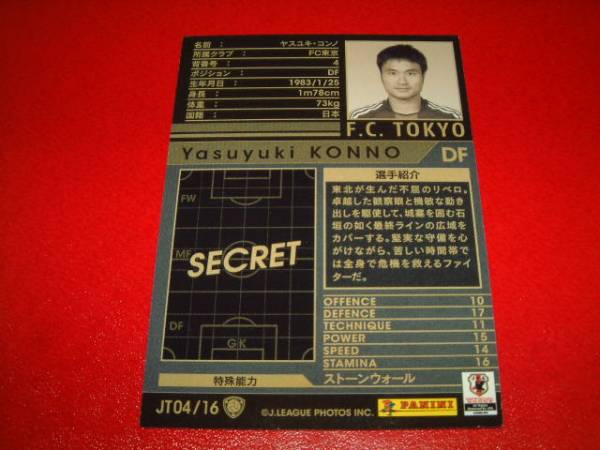 名前 : ヤスユキ・コンノ
所属クラブ : FC東京
背番号 : 4
ポジション : DF
生年月日 : 1983/1/25
身長 : 1m78cm
体重 : 73kg
国籍 : 日本
F.C. TOKYO
Yasuyuki KONNO DF
選手紹介
東北が生んだ不屈のリベロ。
卓越した観察眼と機敏な動き
出しを駆使して、城塞を囲む石
垣の如く最終ラインの広域を
カバーする。堅実な守備を心
がけながら、苦しい時間帯で
は全身で危機を救えるファイ
ターだ。
FW
MF
SECRET
DF
GK
OFFENCE 10
DEFENCE 17
TECHNIQUE 11
POWER 15
SPEED 14
STAMINA 16
特殊能力 ストーンウォール
JT04/16
©J.LEAGUE PHOTOS INC.
PANINI